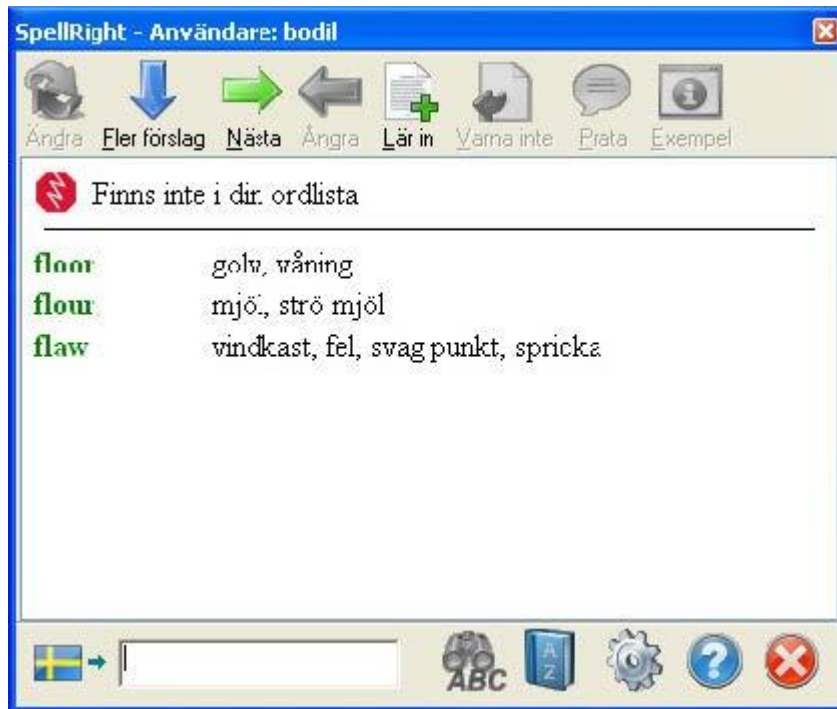 SpellRight - Användare: bodil
Ändra Fler förslag Nästa Ångra Lär in Varna inte Prata Exempel
Finns inte i din ordlista
floor golv, våning
flour mjöl, strö mjöl
flaw vindkast, fel, svag punkt, spricka
A Z
ABC